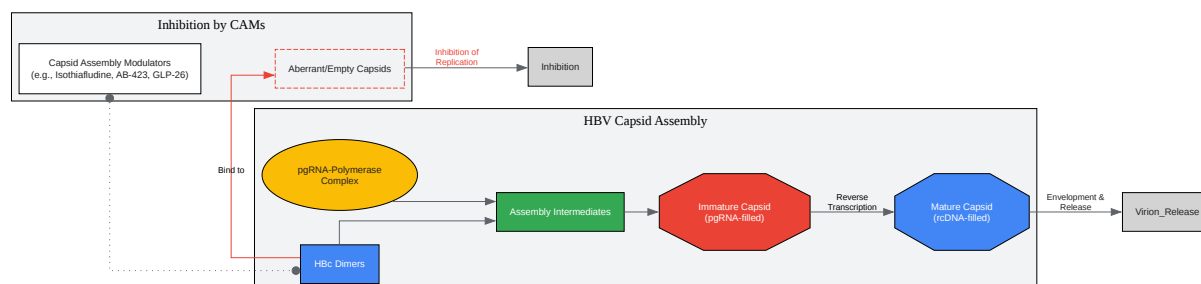 Inhibition by CAMs
Capsid Assembly Modulators
(e.g., Isothiafludine, AB-423, GLP-26)
Aberrant/Empty Capsids
Inhibition of
Replication
Inhibition
HBV Capsid Assembly
Bind to
pgRNA-Polymerase
Complex
Assembly Intermediates
Immature Capsid
(pgRNA-filled)
Reverse
Transcription
Mature Capsid
(rcDNA-filled)
Envelopment &
Release
Virion_Release
HBc Dimers